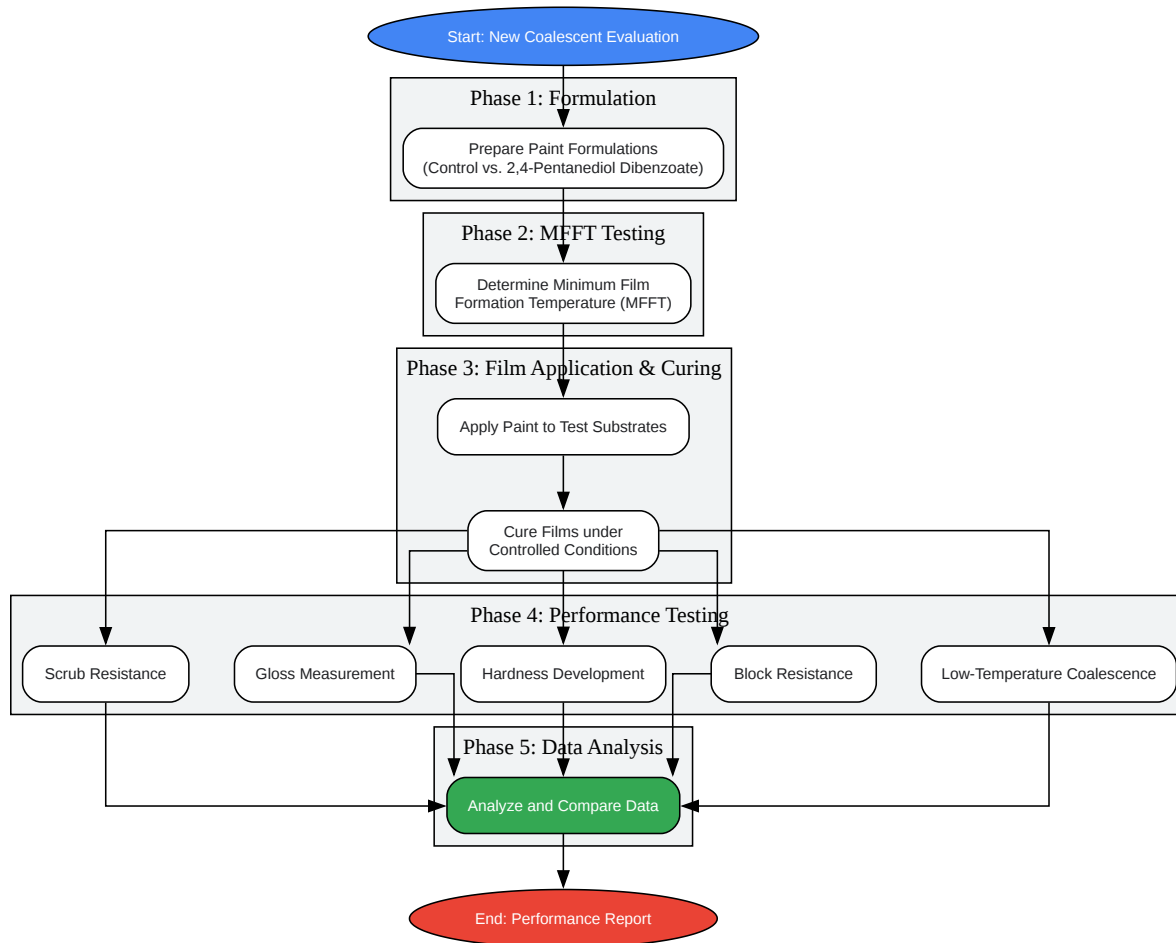 Start: New Coalescent Evaluation
Phase 1: Formulation
Prepare Paint Formulations
(Control vs. 2,4-Pentanediol Dibenzoate)
Phase 2: MFFT Testing
Determine Minimum Film
Formation Temperature (MFFT)
Phase 3: Film Application & Curing
Apply Paint to Test Substrates
Cure Films under
Controlled Conditions
Phase 4: Performance Testing
Scrub Resistance
Gloss Measurement
Hardness Development
Block Resistance
Low-Temperature Coalescence
Phase 5: Data Analysis
Analyze and Compare Data
End: Performance Report